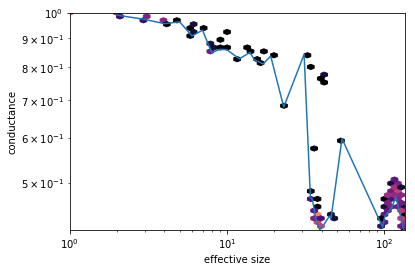 10⁰
9 × 10⁻¹
8 × 10⁻¹
7 × 10⁻¹
6 × 10⁻¹
5 × 10⁻¹
conductance
10⁰ 10¹ 10²
effective size